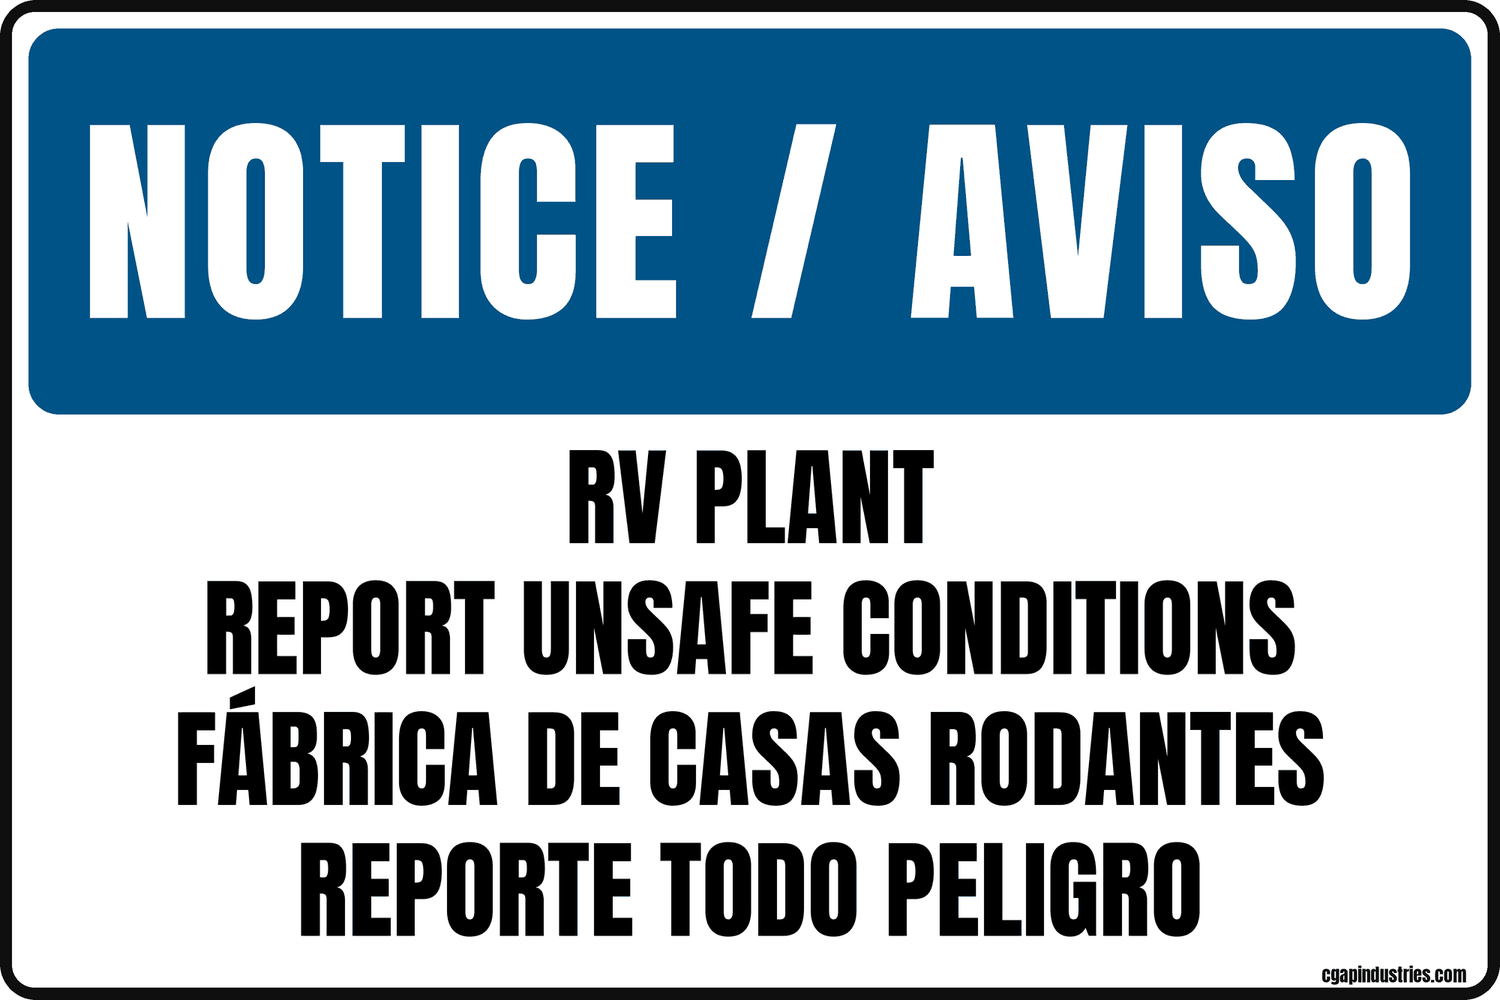 NOTICE / AVISO
RV PLANT
REPORT UNSAFE CONDITIONS
FÁBRICA DE CASAS RODANTES
REPORTE TODO PELIGRO
cgapindustries.com